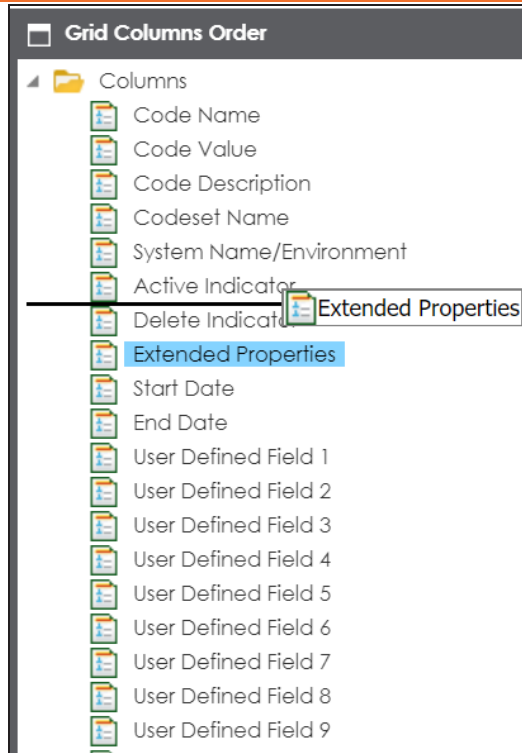 Grid Columns Order
Columns
Code Name
Code Value
Code Description
Codeset Name
System Name/Environment
Active Indicator
Extended Properties
Delete Indicator
Extended Properties
Start Date
End Date
User Defined Field 1
User Defined Field 2
User Defined Field 3
User Defined Field 4
User Defined Field 5
User Defined Field 6
User Defined Field 7
User Defined Field 8
User Defined Field 9